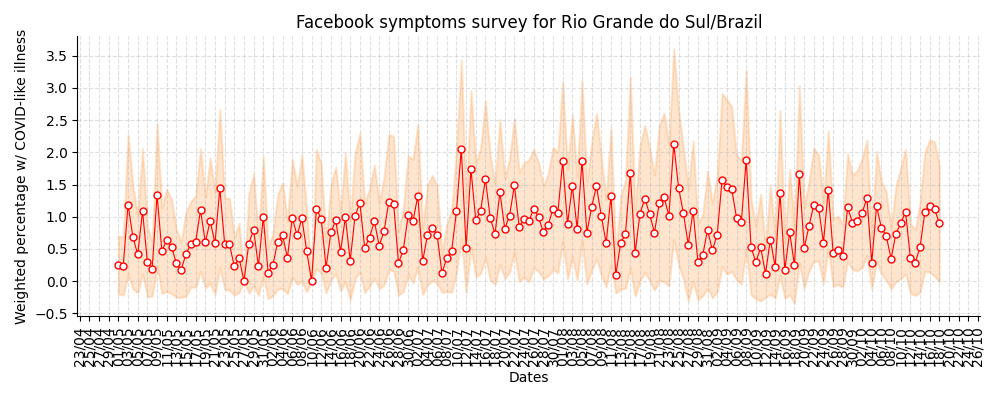 Facebook symptoms survey for Rio Grande do Sul/Brazil
Weighted percentage w/ COVID-like illness
3.5
3.0
2.5
2.0
1.5
1.0
0.5
0.0
−0.5
23/04 25/04 27/04 29/04 01/05 03/05 05/05 07/05 09/05 11/05 13/05 15/05 17/05 19/05 21/05 23/05 25/05 27/05 29/05 31/05 02/06 04/06 06/06 08/06 10/06 12/06 14/06 16/06 18/06 20/06 22/06 24/06 26/06 28/06 30/06 02/07 04/07 06/07 08/07 10/07 12/07 14/07 16/07 18/07 20/07 22/07 24/07 26/07 28/07 30/07 01/08 03/08 05/08 07/08 09/08 11/08 13/08 15/08 17/08 19/08 21/08 23/08 25/08 27/08 29/08 31/08 02/09 04/09 06/09 08/09 10/09 12/09 14/09 16/09 18/09 20/09 22/09 24/09 26/09 28/09 30/09 02/10 04/10 06/10 08/10 10/10 12/10 14/10 16/10 18/10 20/10 22/10 24/10 26/10
Dates